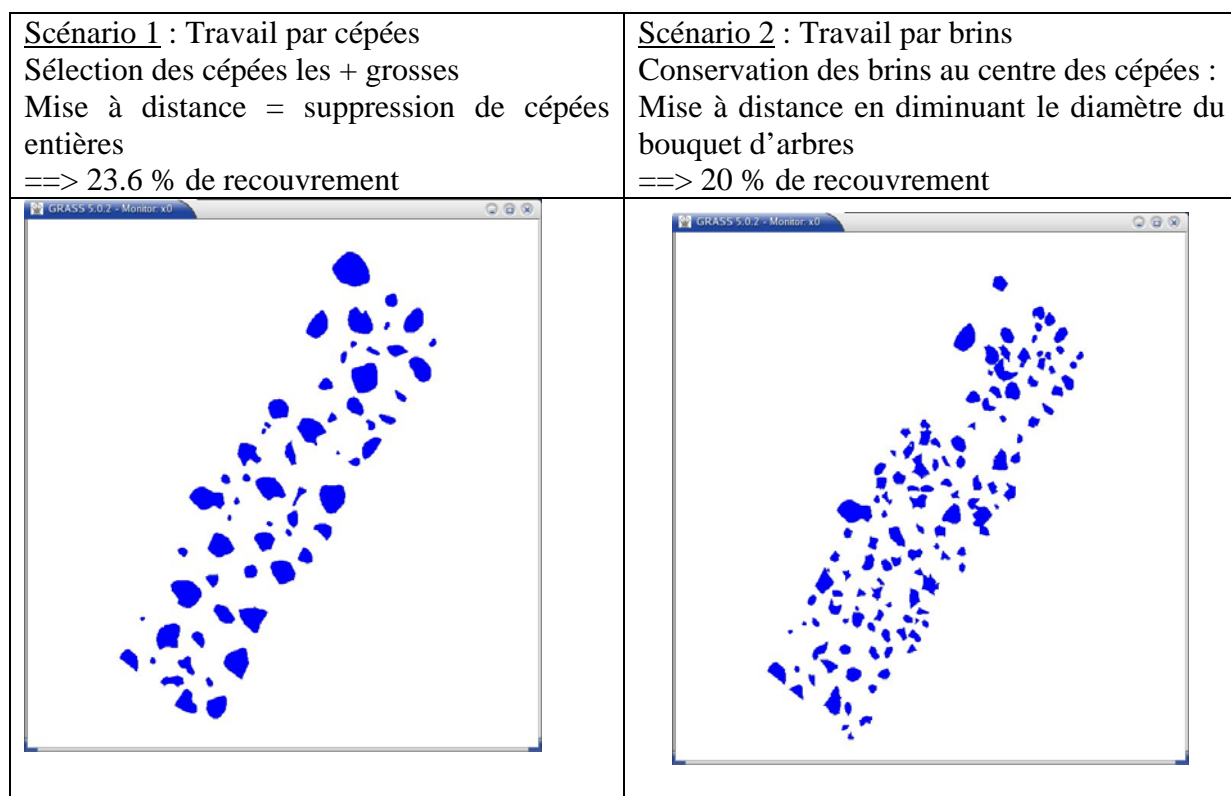 Scénario 1 : Travail par cépées
Sélection des cépées les + grosses
Mise à distance = suppression de cépées
entières
==> 23.6 % de recouvrement
Scénario 2 : Travail par brins
Conservation des brins au centre des cépées :
Mise à distance en diminuant le diamètre du
bouquet d’arbres
==> 20 % de recouvrement
GRASS 5.0.2 - Monitor: x0
GRASS 5.0.2 - Monitor: x0